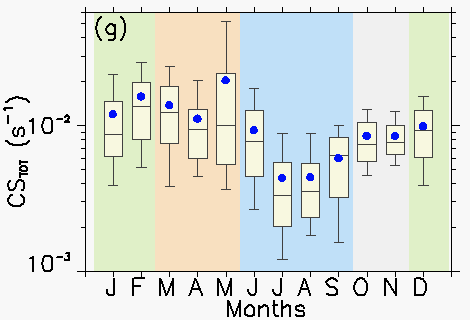 (g)
CS_TOT (s⁻¹)
10⁻²
10⁻³
J F M A M J J A S O N D
Months